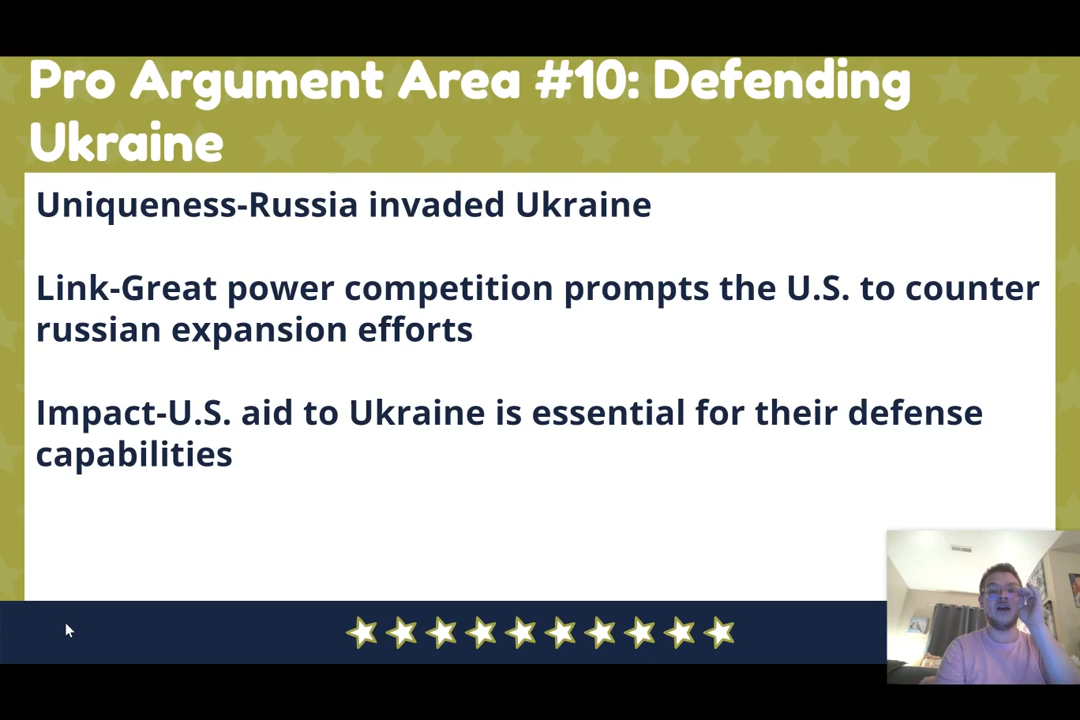 Pro Argument Area #10: Defending
Ukraine
Uniqueness-Russia invaded Ukraine
Link-Great power competition prompts the U.S. to counter
russian expansion efforts
Impact-U.S. aid to Ukraine is essential for their defense
capabilities